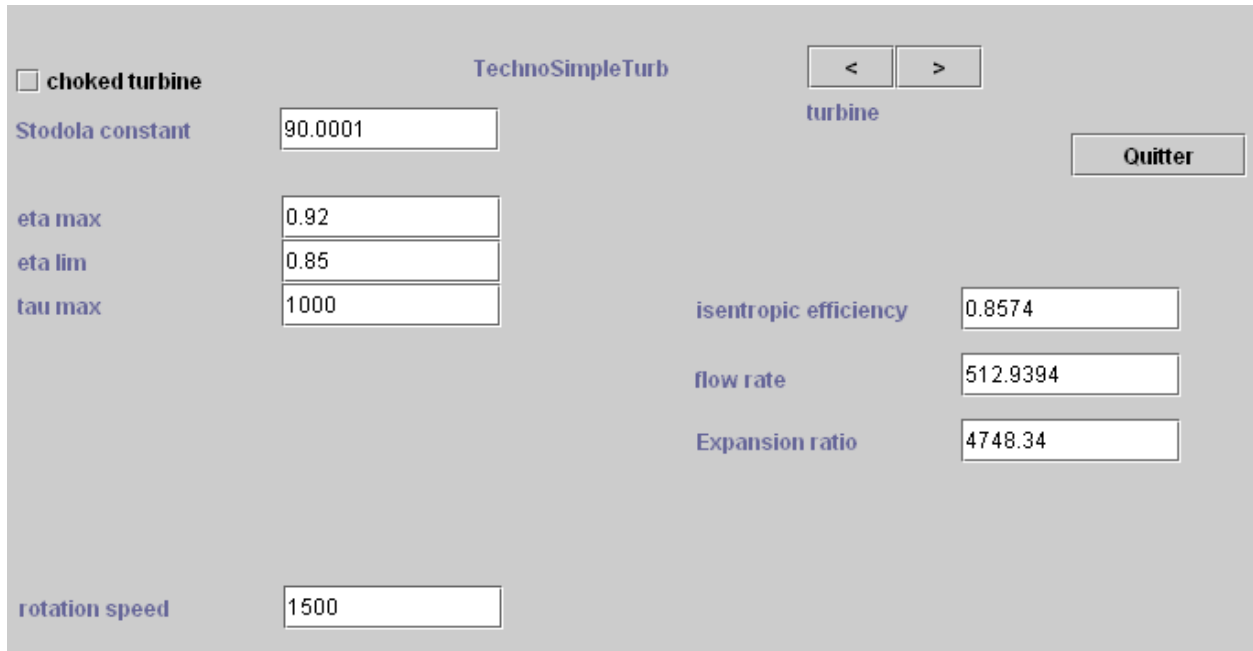 choked turbine
TechnoSimpleTurb
<
>
turbine
Stodola constant
90.0001
Quitter
eta max
0.92
eta lim
0.85
tau max
1000
isentropic efficiency
0.8574
flow rate
512.9394
Expansion ratio
4748.34
rotation speed
1500